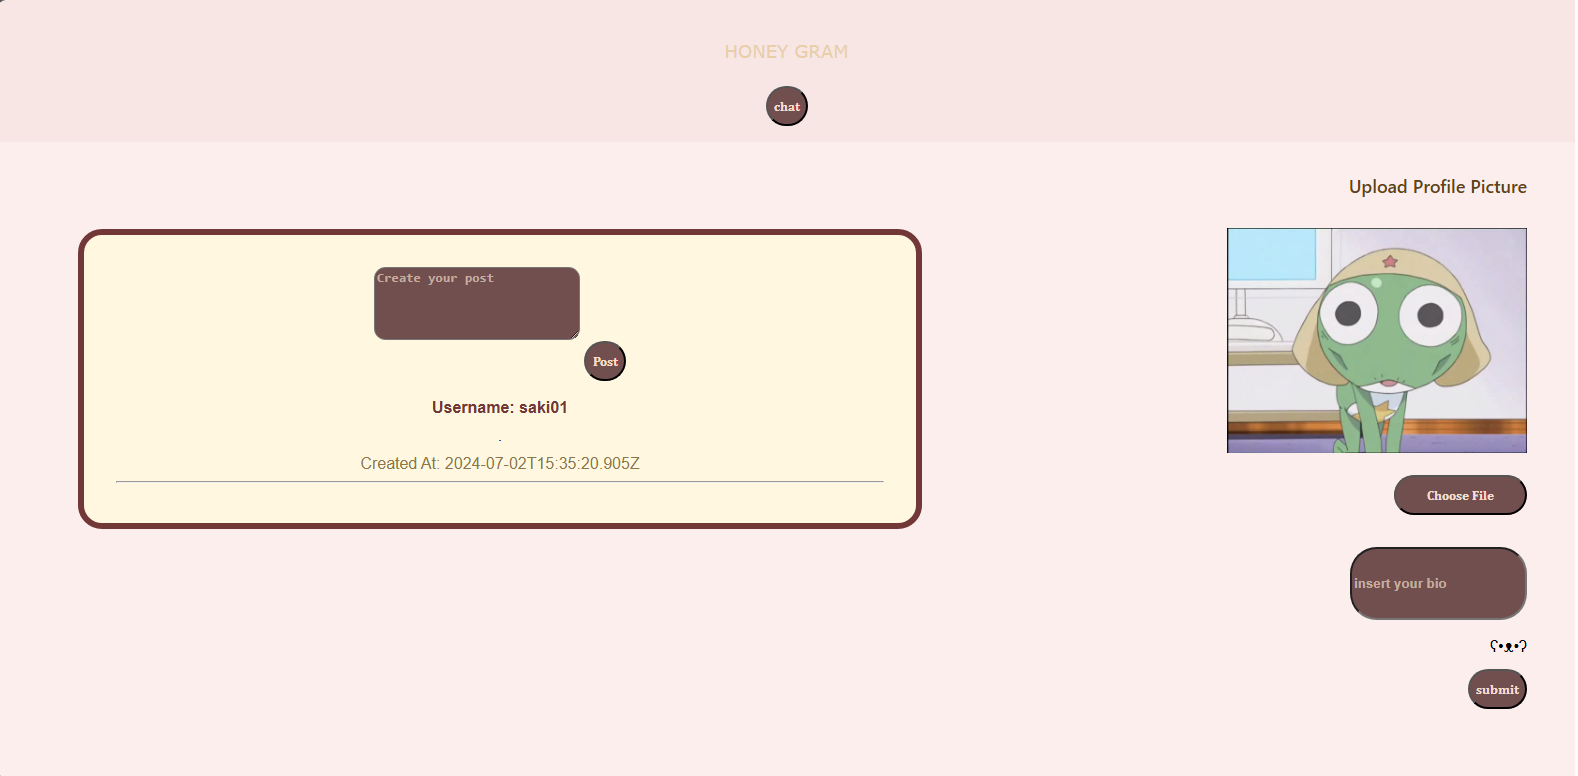 HONEY GRAM
chat
Upload Profile Picture
Create your post
Post
Username: saki01
.
Created At: 2024-07-02T15:35:20.905Z
Choose File
insert your bio
ʕ•ᴥ•ʔ
submit